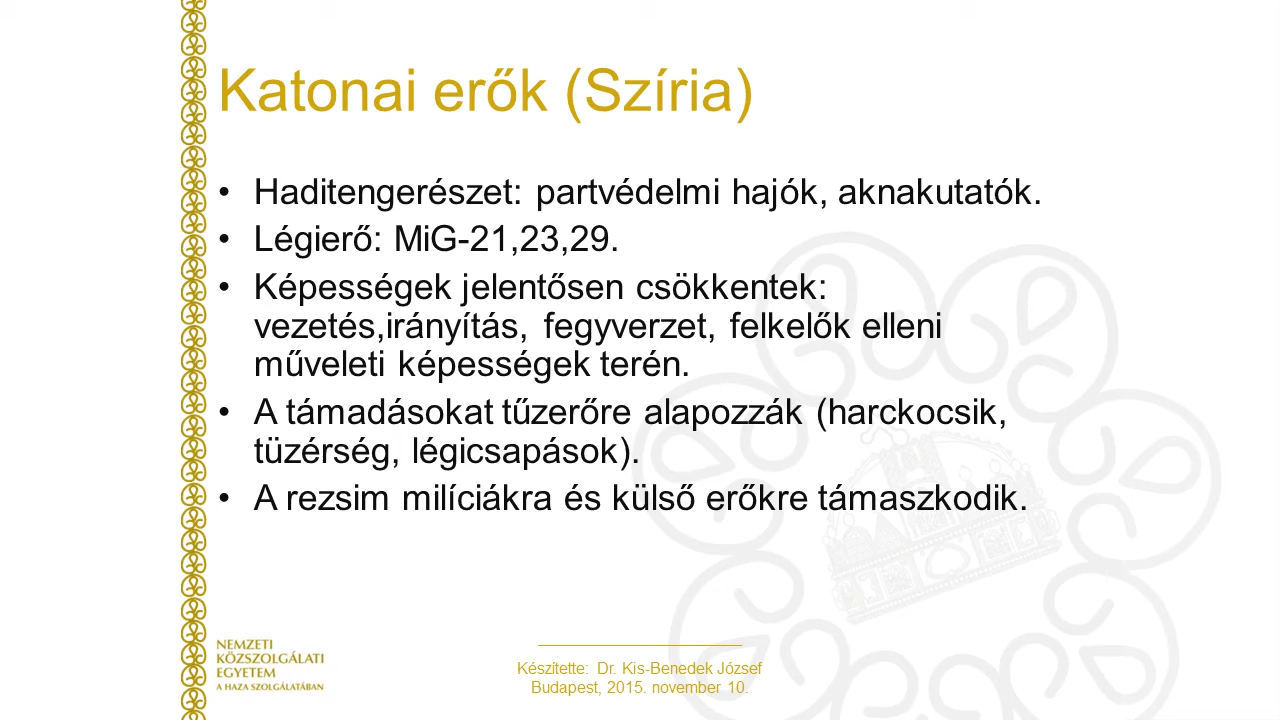 Katonai erők (Szíria)
• Haditengerészet: partvédelmi hajók, aknakutatók.
• Légierő: MiG-21,23,29.
• Képességek jelentősen csökkentek:
vezetés,irányítás, fegyverzet, felkelők elleni
műveleti képességek terén.
• A támadásokat tűzerőre alapozzák (harckocsik,
tüzérség, légicsapások).
• A rezsim milíciákra és külső erőkre támaszkodik.
NEMZETI
KÖZSZOLGÁLATI
EGYETEM
A HAZA SZOLGÁLATÁBAN
Készítette: Dr. Kis-Benedek József
Budapest, 2015. november 10.